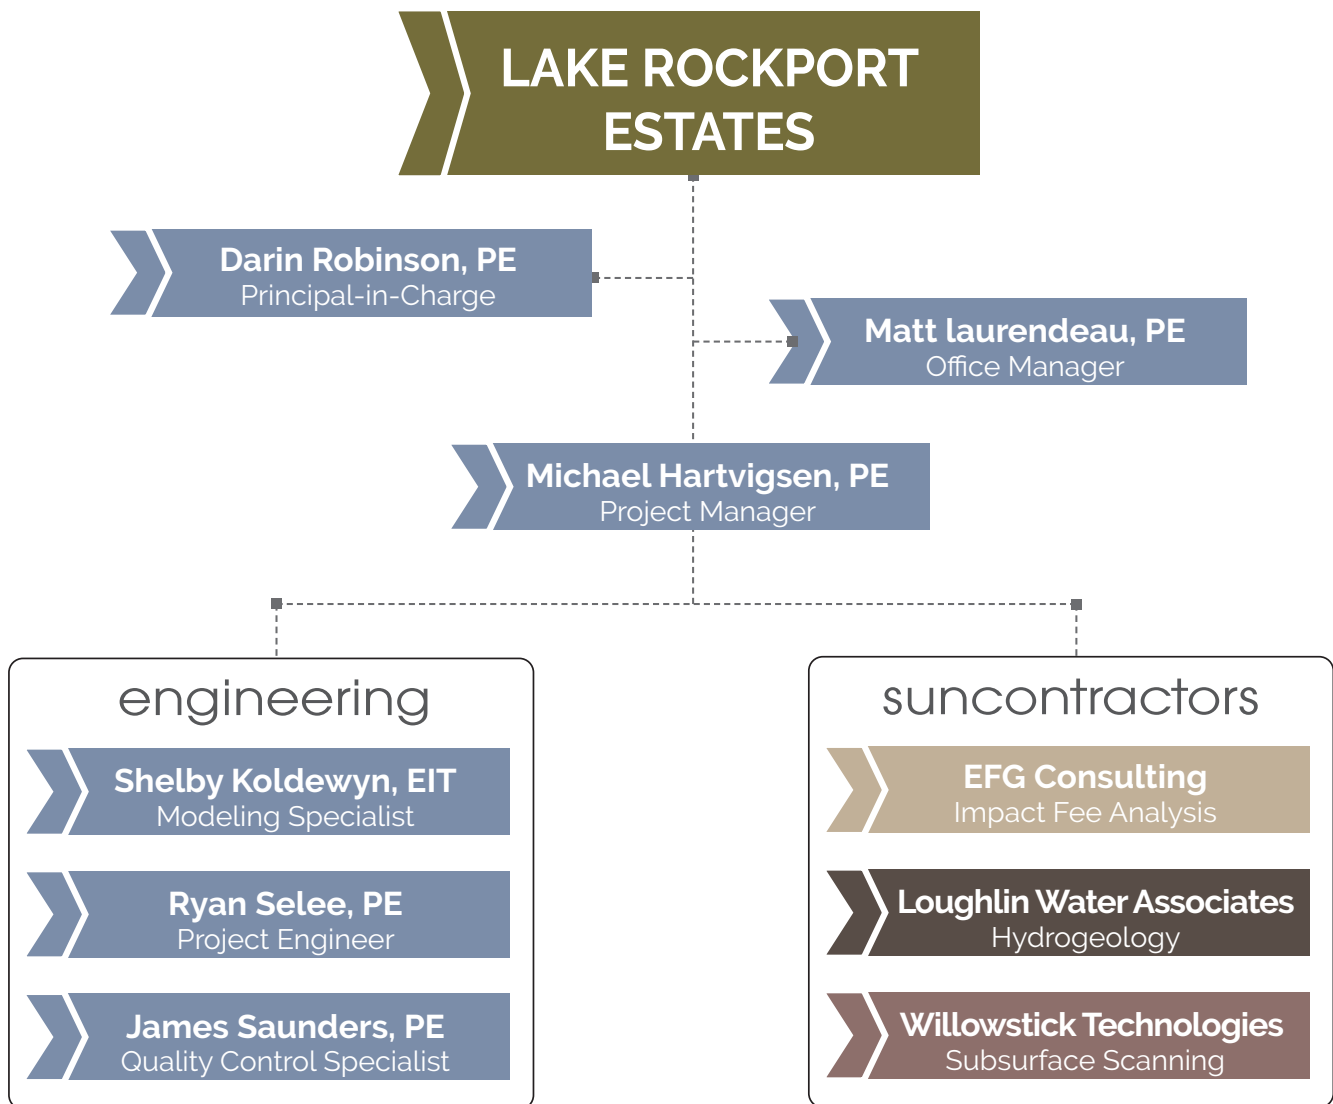 LAKE ROCKPORT
ESTATES
Darin Robinson, PE
Principal-in-Charge
Matt laurendeau, PE
Office Manager
Michael Hartvigsen, PE
Project Manager
engineering
Shelby Koldewyn, EIT
Modeling Specialist
Ryan Selee, PE
Project Engineer
James Saunders, PE
Quality Control Specialist
suncontractors
EFG Consulting
Impact Fee Analysis
Loughlin Water Associates
Hydrogeology
Willowstick Technologies
Subsurface Scanning